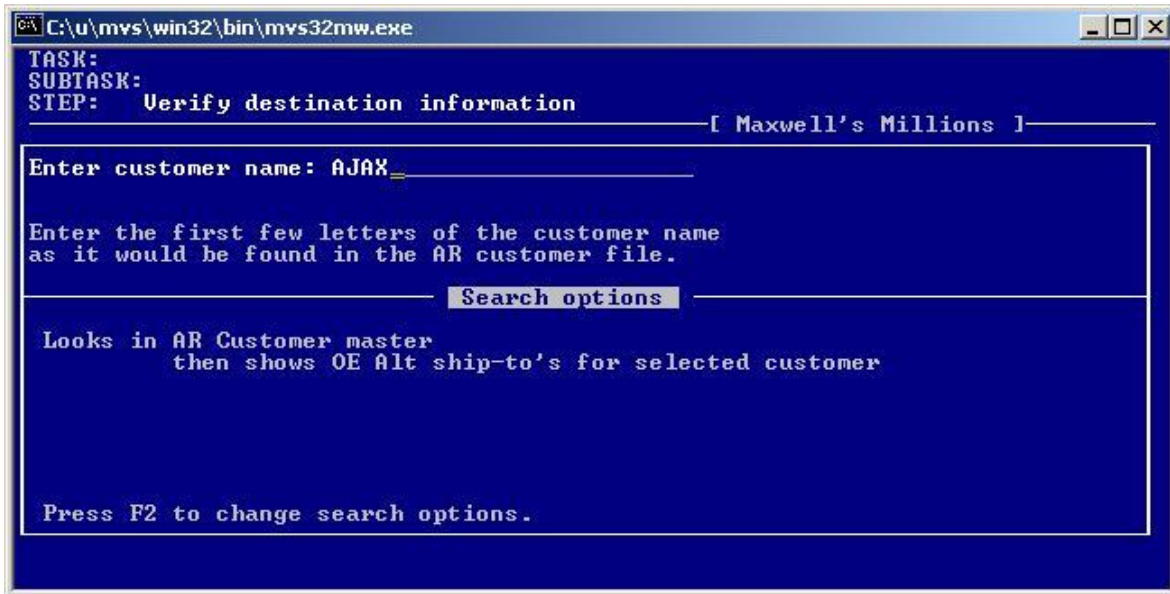 C:\u\mvs\win32\bin\mvs32mw.exe
TASK:
SUBTASK:
STEP: Verify destination information
[ Maxwell's Millions ]
Enter customer name: AJAX
Enter the first few letters of the customer name
as it would be found in the AR customer file.
Search options
Looks in AR Customer master
then shows OE Alt ship-to's for selected customer
Press F2 to change search options.